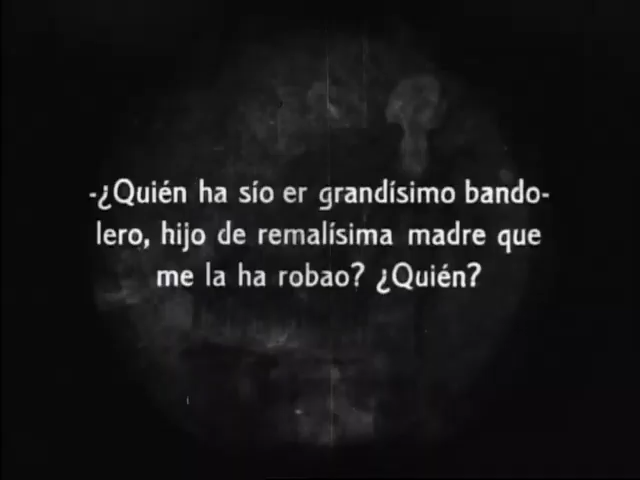 -¿Quién ha sío er grandísimo bando-
lero, hijo de remalísima madre que
me la ha robao? ¿Quién?